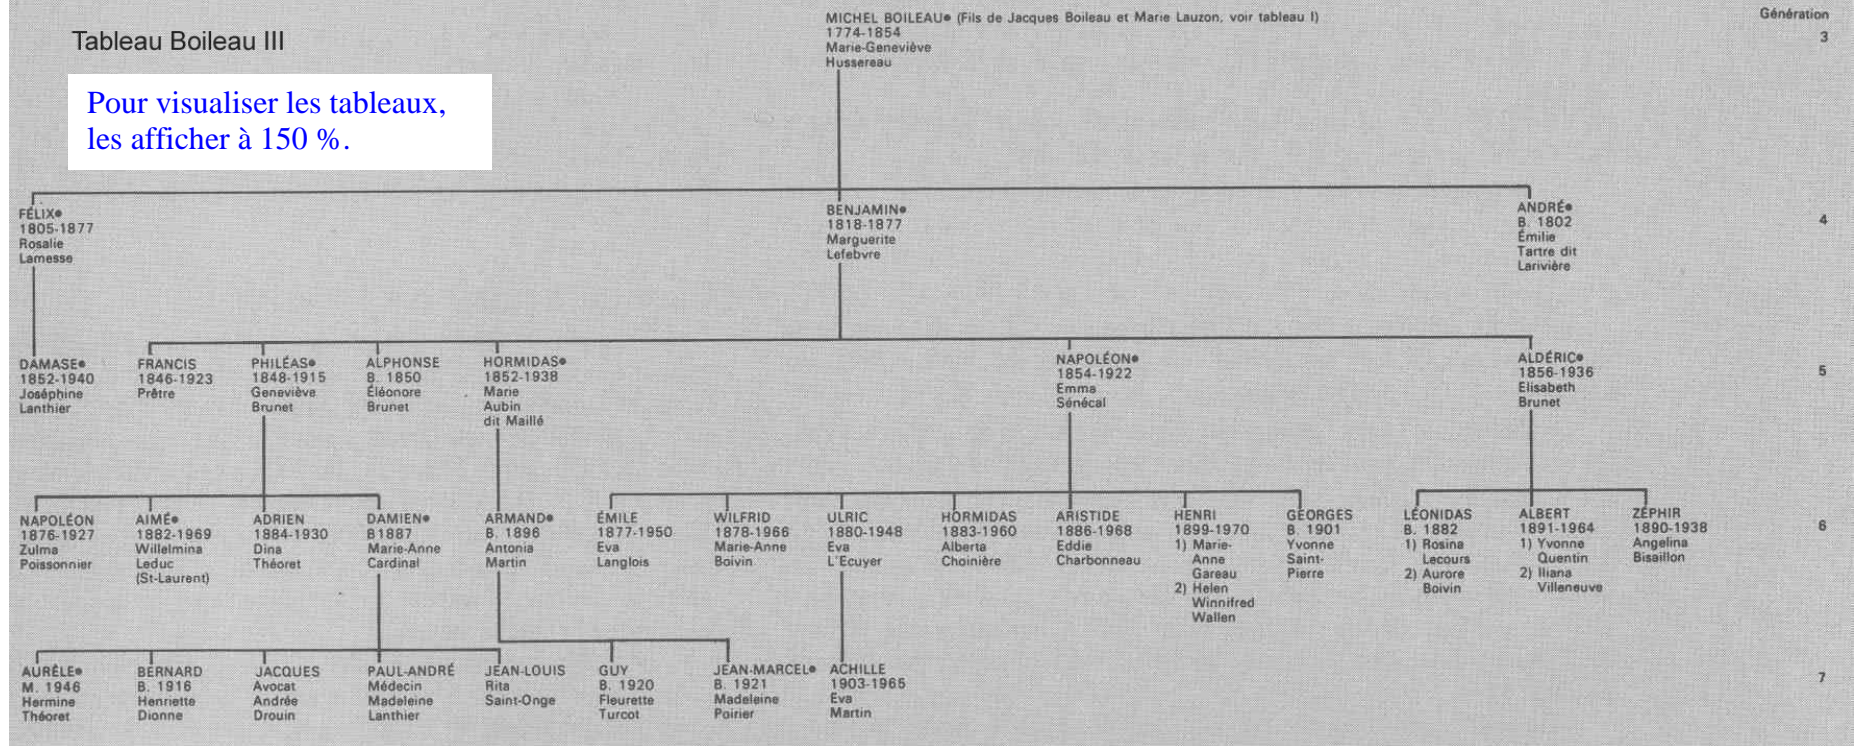 MICHEL BOILEAU● (Fils de Jacques Boileau et Marie Lauzon, voir tableau I)
1774-1854
Marie-Geneviève
Hussereau
Génération
3
Tableau Boileau III
Pour visualiser les tableaux,
les afficher à 150 %.
FÉLIX●
1805-1877
Rosalie
Lamesse
BENJAMIN●
1818-1877
Marguerite
Lefebvre
ANDRÉ●
B. 1802
Émilie
Tartre dit
Larivière
4
DAMASE●
1852-1940
Joséphine
Lanthier
FRANCIS
1846-1923
Prêtre
PHILÉAS●
1848-1915
Geneviève
Brunet
ALPHONSE
B. 1850
Éléonore
Brunet
HORMIDAS●
1852-1938
Marie
Aubin
dit Maillé
NAPOLÉON●
1854-1922
Emma
Sénécal
ALDÉRIC●
1856-1936
Elisabeth
Brunet
5
NAPOLÉON
1876-1927
Zulma
Poissonnier
AIMÉ●
1882-1969
Willelmina
Leduc
(St-Laurent)
ADRIEN
1884-1930
Dina
Théoret
DAMIEN●
B1887
Marie-Anne
Cardinal
ARMAND●
B. 1896
Antonia
Martin
ÉMILE
1877-1950
Eva
Langlois
WILFRID
1878-1966
Marie-Anne
Boivin
ULRIC
1880-1948
Eva
L'Ecuyer
HORMIDAS
1883-1960
Alberta
Choinière
ARISTIDE
1886-1968
Eddie
Charbonneau
HENRI
1899-1970
1) Marie-
Anne
Gareau
2) Helen
Winnifred
Wallen
GEORGES
B. 1901
Yvonne
Saint-
Pierre
LÉONIDAS
B. 1882
1) Rosina
Lecours
2) Aurore
Boivin
ALBERT
1891-1964
1) Yvonne
Quentin
2) Iliana
Villeneuve
ZÉPHIR
1890-1938
Angelina
Bisaillon
6
AURÈLE●
M. 1946
Hermine
Théoret
BERNARD
B. 1916
Henriette
Dionne
JACQUES
Avocat
Andrée
Drouin
PAUL-ANDRÉ
Médecin
Madeleine
Lanthier
JEAN-LOUIS
Rita
Saint-Onge
GUY
B. 1920
Fleurette
Turcot
JEAN-MARCEL●
B. 1921
Madeleine
Poirier
ACHILLE
1903-1965
Eva
Martin
7